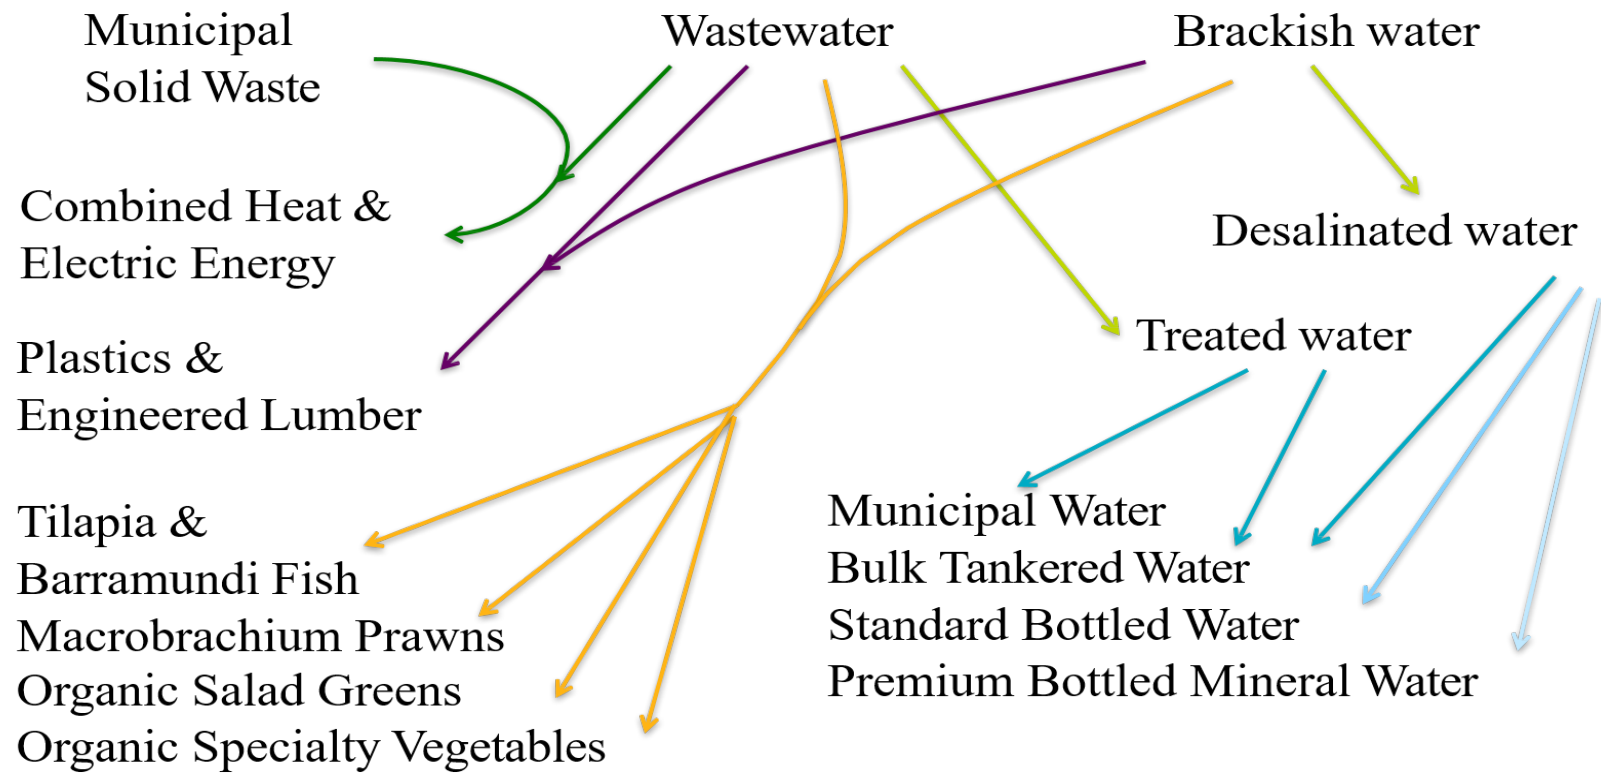 Municipal
Solid Waste
Wastewater
Brackish water
Combined Heat &
Electric Energy
Desalinated water
Plastics &
Engineered Lumber
Treated water
Tilapia &
Barramundi Fish
Macrobrachium Prawns
Organic Salad Greens
Organic Specialty Vegetables
Municipal Water
Bulk Tankered Water
Standard Bottled Water
Premium Bottled Mineral Water